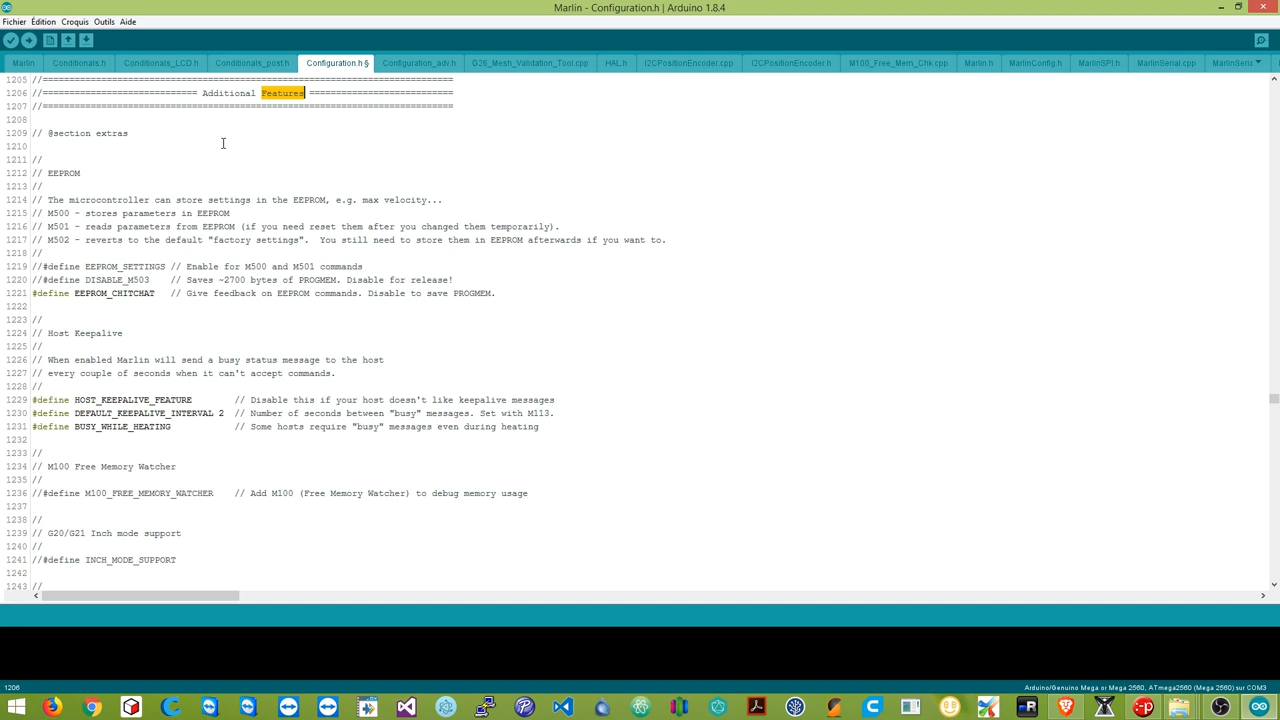 Marlin - Configuration.h | Arduino 1.8.4
Fichier Édition Croquis Outils Aide
Marlin Conditionals.h Conditionals_LCD.h Conditionals_post.h Configuration.h § Configuration_adv.h G26_Mesh_Validation_Tool.cpp HAL.h I2CPositionEncoder.cpp I2CPositionEncoder.h M100_Free_Mem_Chk.cpp Marlin.h MarlinConfig.h MarlinSPI.h MarlinSerial.cpp MarlinSeri
1205 //=============================================================================
1206 //============================= Additional Features ===========================
1207 //=============================================================================
1208
1209 // @section extras
1210
1211 //
1212 // EEPROM
1213 //
1214 // The microcontroller can store settings in the EEPROM, e.g. max velocity...
1215 // M500 - stores parameters in EEPROM
1216 // M501 - reads parameters from EEPROM (if you need reset them after you changed them temporarily).
1217 // M502 - reverts to the default "factory settings".  You still need to store them in EEPROM afterwards if you want to.
1218 //
1219 //#define EEPROM_SETTINGS // Enable for M500 and M501 commands
1220 //#define DISABLE_M503    // Saves ~2700 bytes of PROGMEM. Disable for release!
1221 #define EEPROM_CHITCHAT   // Give feedback on EEPROM commands. Disable to save PROGMEM.
1222
1223 //
1224 // Host Keepalive
1225 //
1226 // When enabled Marlin will send a busy status message to the host
1227 // every couple of seconds when it can't accept commands.
1228 //
1229 #define HOST_KEEPALIVE_FEATURE        // Disable this if your host doesn't like keepalive messages
1230 #define DEFAULT_KEEPALIVE_INTERVAL 2  // Number of seconds between "busy" messages. Set with M113.
1231 #define BUSY_WHILE_HEATING            // Some hosts require "busy" messages even during heating
1232
1233 //
1234 // M100 Free Memory Watcher
1235 //
1236 //#define M100_FREE_MEMORY_WATCHER    // Add M100 (Free Memory Watcher) to debug memory usage
1237
1238 //
1239 // G20/G21 Inch mode support
1240 //
1241 //#define INCH_MODE_SUPPORT
1242
1243 //
1206 Arduino/Genuino Mega or Mega 2560, ATmega2560 (Mega 2560) sur COM3